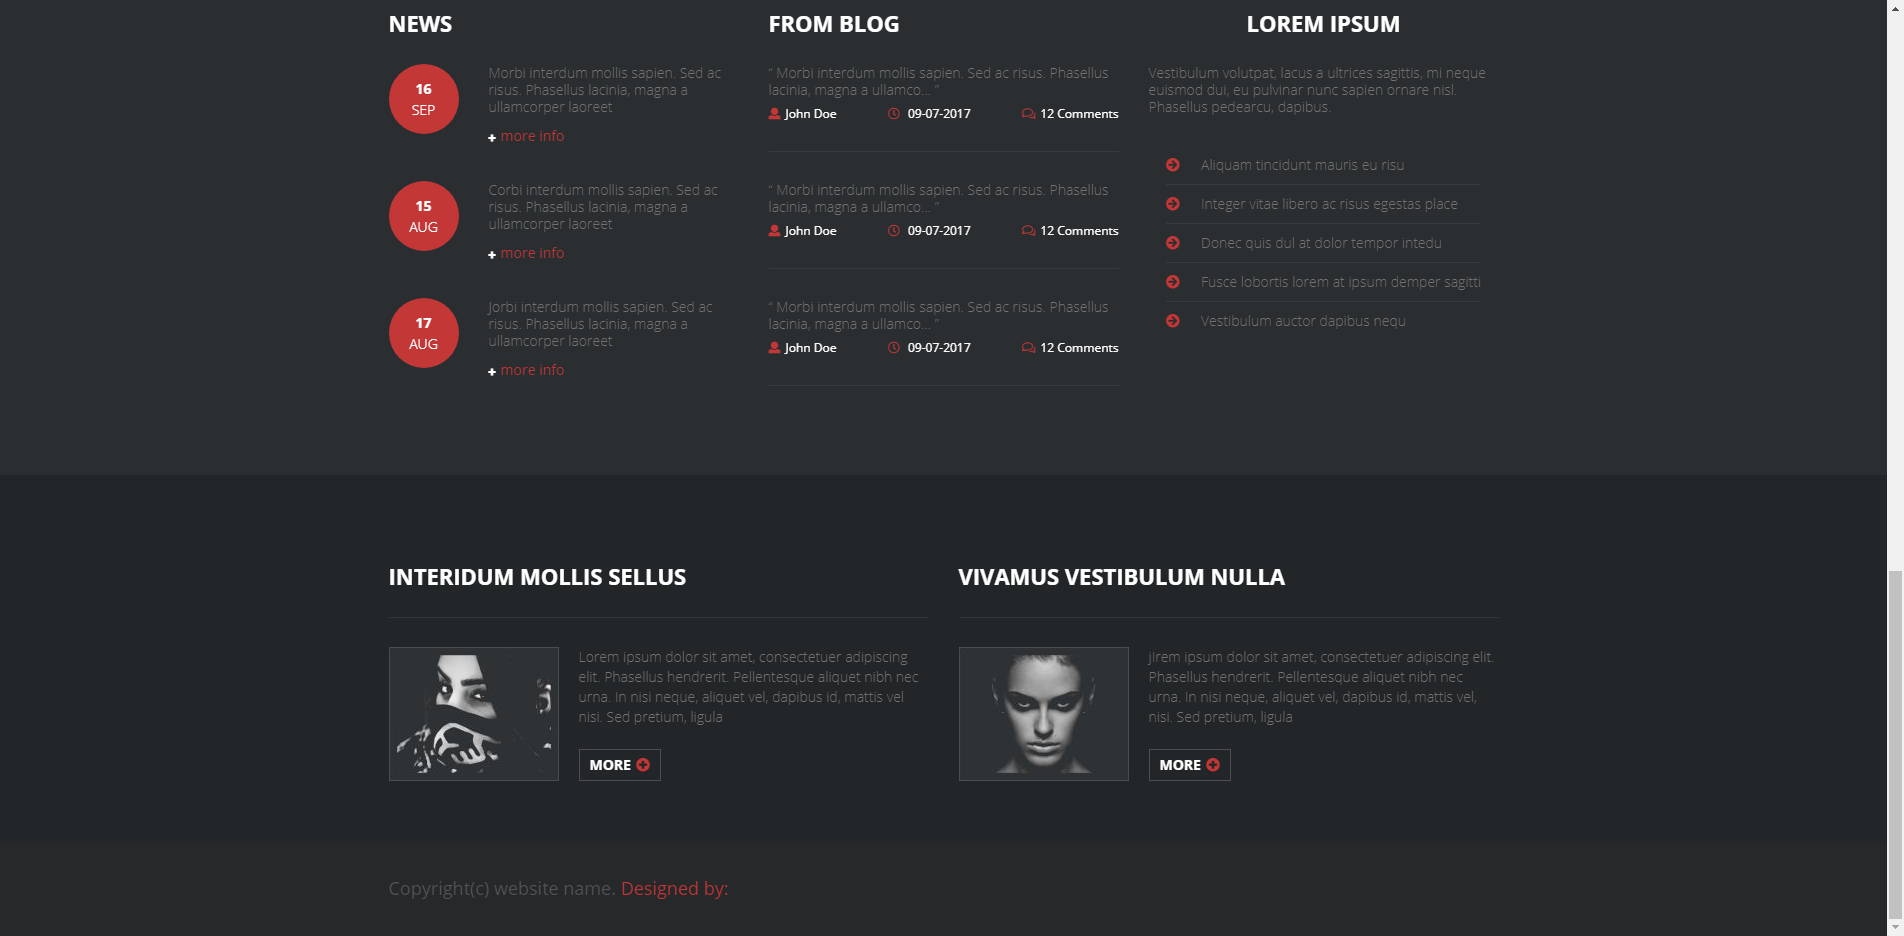 NEWS
16
SEP
Morbi interdum mollis sapien. Sed ac
risus. Phasellus lacinia, magna a
ullamcorper laoreet
+ more info
15
AUG
Corbi interdum mollis sapien. Sed ac
risus. Phasellus lacinia, magna a
ullamcorper laoreet
+ more info
17
AUG
Jorbi interdum mollis sapien. Sed ac
risus. Phasellus lacinia, magna a
ullamcorper laoreet
+ more info
FROM BLOG
“ Morbi interdum mollis sapien. Sed ac risus. Phasellus
lacinia, magna a ullamco... ”
John Doe 09-07-2017 12 Comments
“ Morbi interdum mollis sapien. Sed ac risus. Phasellus
lacinia, magna a ullamco... ”
John Doe 09-07-2017 12 Comments
“ Morbi interdum mollis sapien. Sed ac risus. Phasellus
lacinia, magna a ullamco... ”
John Doe 09-07-2017 12 Comments
LOREM IPSUM
Vestibulum volutpat, lacus a ultrices sagittis, mi neque
euismod dui, eu pulvinar nunc sapien ornare nisl.
Phasellus pedearcu, dapibus.
Aliquam tincidunt mauris eu risu
Integer vitae libero ac risus egestas place
Donec quis dul at dolor tempor intedu
Fusce lobortis lorem at ipsum demper sagitti
Vestibulum auctor dapibus nequ
INTERIDUM MOLLIS SELLUS
Lorem ipsum dolor sit amet, consectetuer adipiscing
elit. Phasellus hendrerit. Pellentesque aliquet nibh nec
urna. In nisi neque, aliquet vel, dapibus id, mattis vel
nisi. Sed pretium, ligula
MORE
VIVAMUS VESTIBULUM NULLA
jlrem ipsum dolor sit amet, consectetuer adipiscing elit.
Phasellus hendrerit. Pellentesque aliquet nibh nec
urna. In nisi neque, aliquet vel, dapibus id, mattis vel,
nisi. Sed pretium, ligula
MORE
Copyright(c) website name. Designed by: